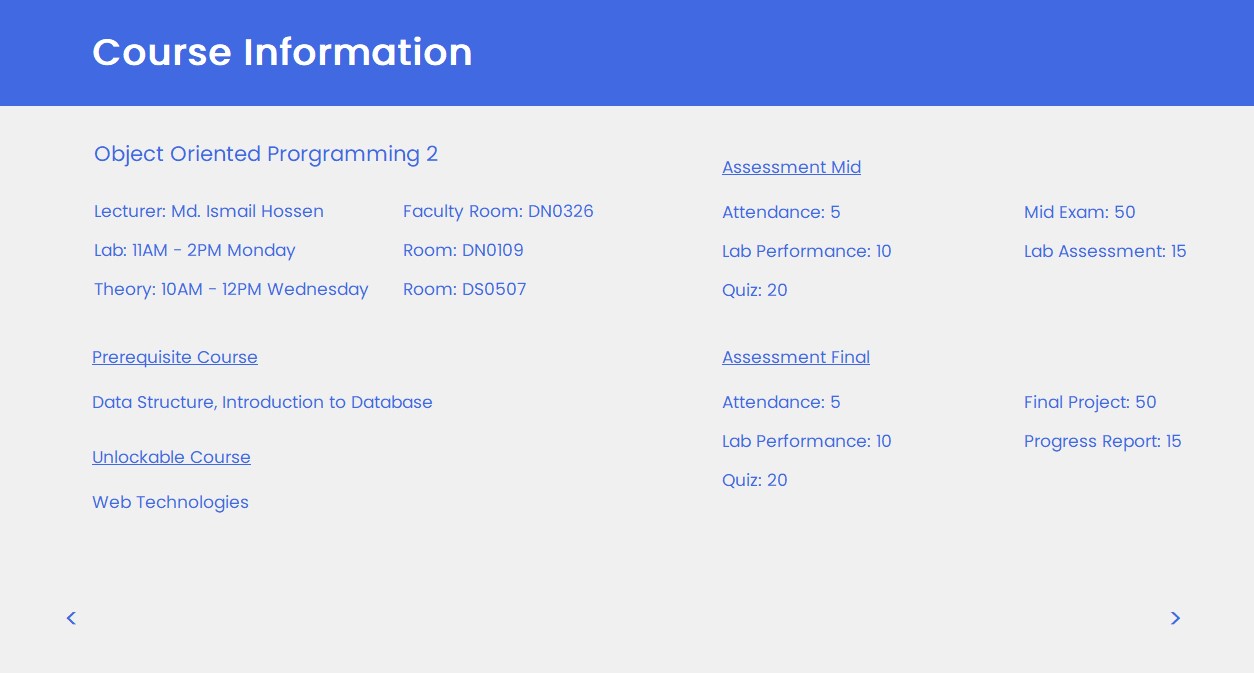 Course Information
Object Oriented Prorgramming 2
Lecturer: Md. Ismail Hossen
Faculty Room: DN0326
Lab: 11AM - 2PM Monday
Room: DN0109
Theory: 10AM - 12PM Wednesday
Room: DS0507
Prerequisite Course
Data Structure, Introduction to Database
Unlockable Course
Web Technologies
Assessment Mid
Attendance: 5
Mid Exam: 50
Lab Performance: 10
Lab Assessment: 15
Quiz: 20
Assessment Final
Attendance: 5
Final Project: 50
Lab Performance: 10
Progress Report: 15
Quiz: 20
<
>